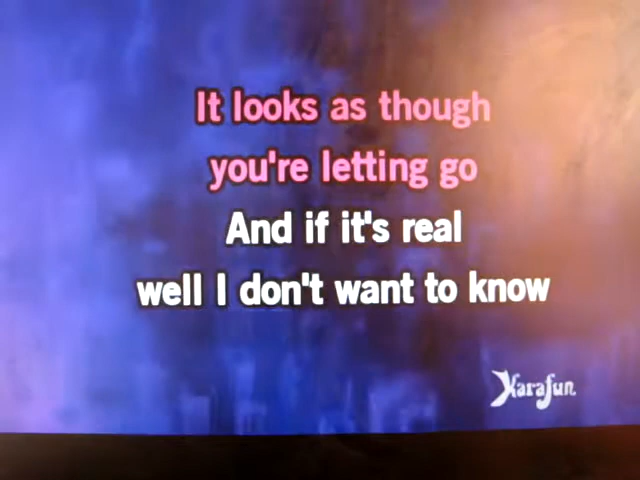 It looks as though
you're letting go
And if it's real
well I don't want to know
Karafun